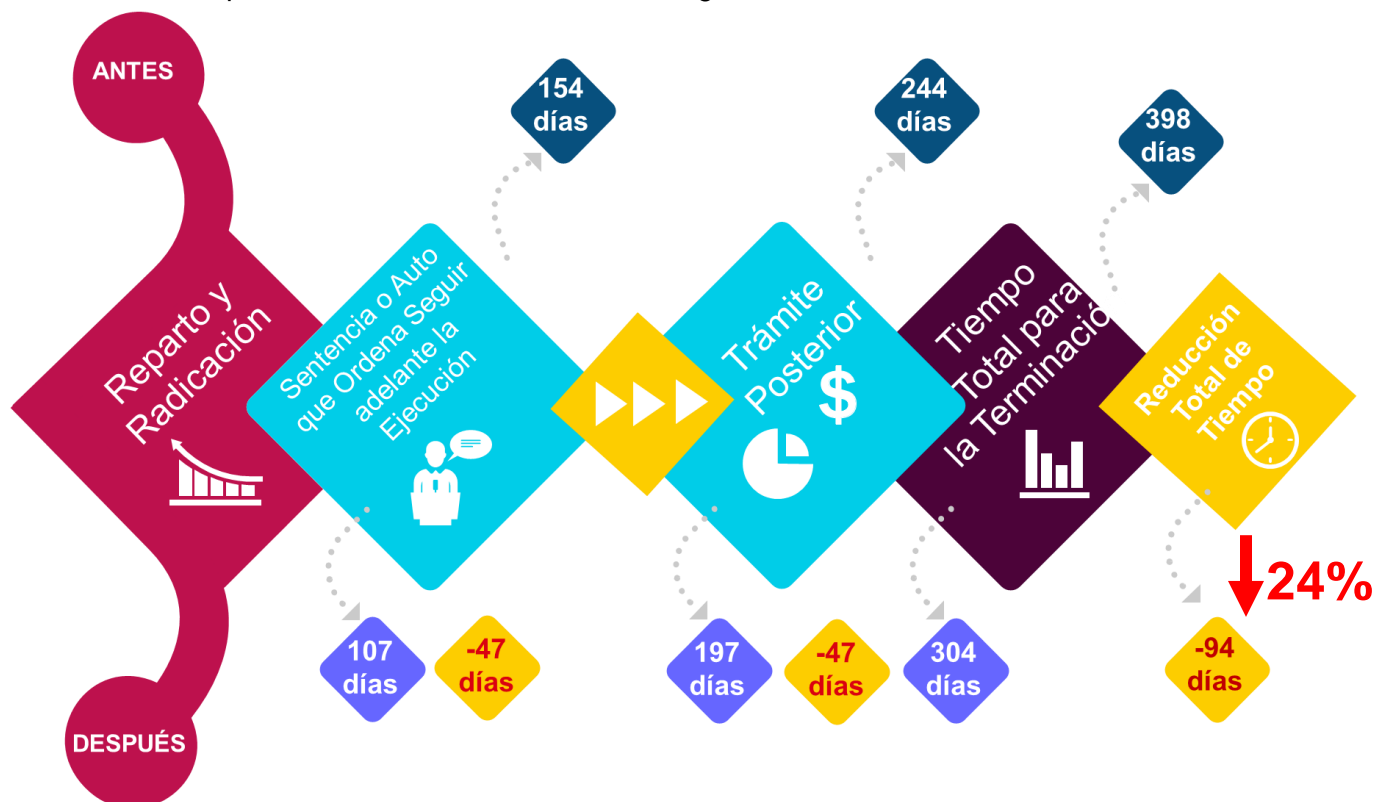 ANTES
154
días
244
días
398
días
Reparto y
Radicación
Sentencia o Auto
que Ordena Seguir
adelante la
Ejecución
Trámite
Posterior
$
Tiempo
Total para
la Terminació
Reducción
Total de
Tiempo
24%
107
días
-47
días
197
días
-47
días
304
días
-94
días
DESPUÉS